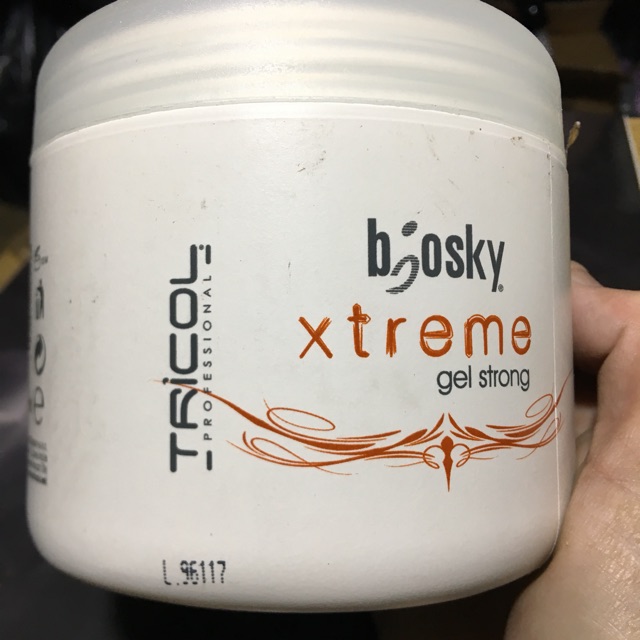 TRICOL
PROFESSIONAL
biosky®
xtreme
gel strong
L.96117